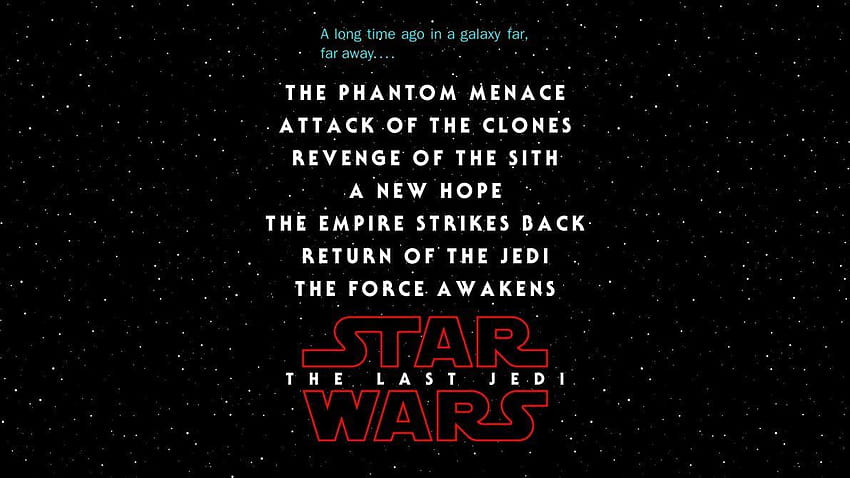 A long time ago in a galaxy far,
far away....
THE PHANTOM MENACE
ATTACK OF THE CLONES
REVENGE OF THE SITH
A NEW HOPE
THE EMPIRE STRIKES BACK
RETURN OF THE JEDI
THE FORCE AWAKENS
STAR
THE LAST JEDI
WARS